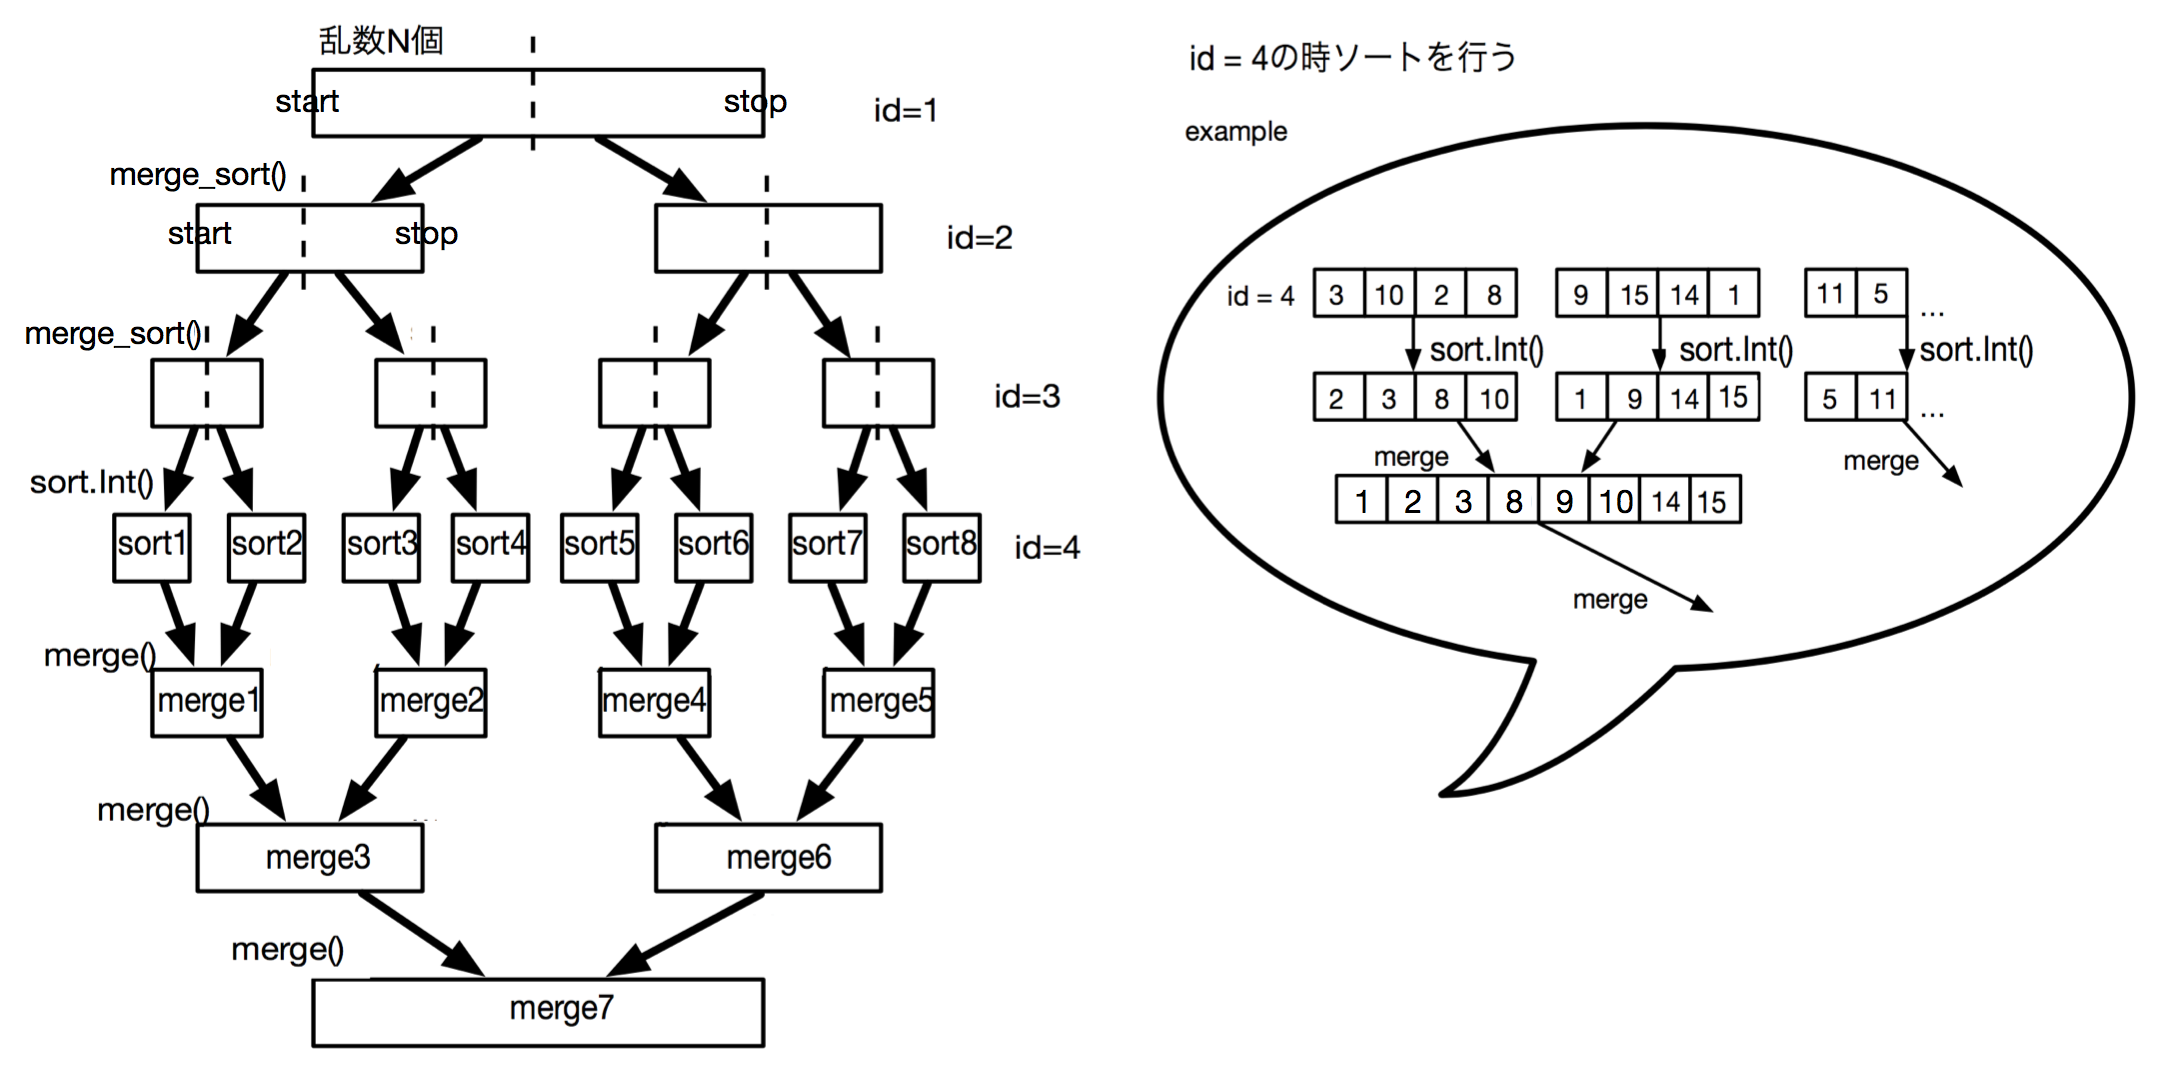 乱数N個
start stop id=1
merge_sort()
start stop id=2
merge_sort()
id=3
sort.Int()
sort1 sort2 sort3 sort4 sort5 sort6 sort7 sort8 id=4
merge()
merge1 merge2 merge4 merge5
merge()
merge3 merge6
merge()
merge7
id = 4の時ソートを行う
example
id = 4 3 10 2 8 9 15 14 1 11 5 ...
sort.Int() sort.Int() sort.Int()
2 3 8 10 1 9 14 15 5 11 ...
merge merge
1 2 3 8 9 10 14 15
merge